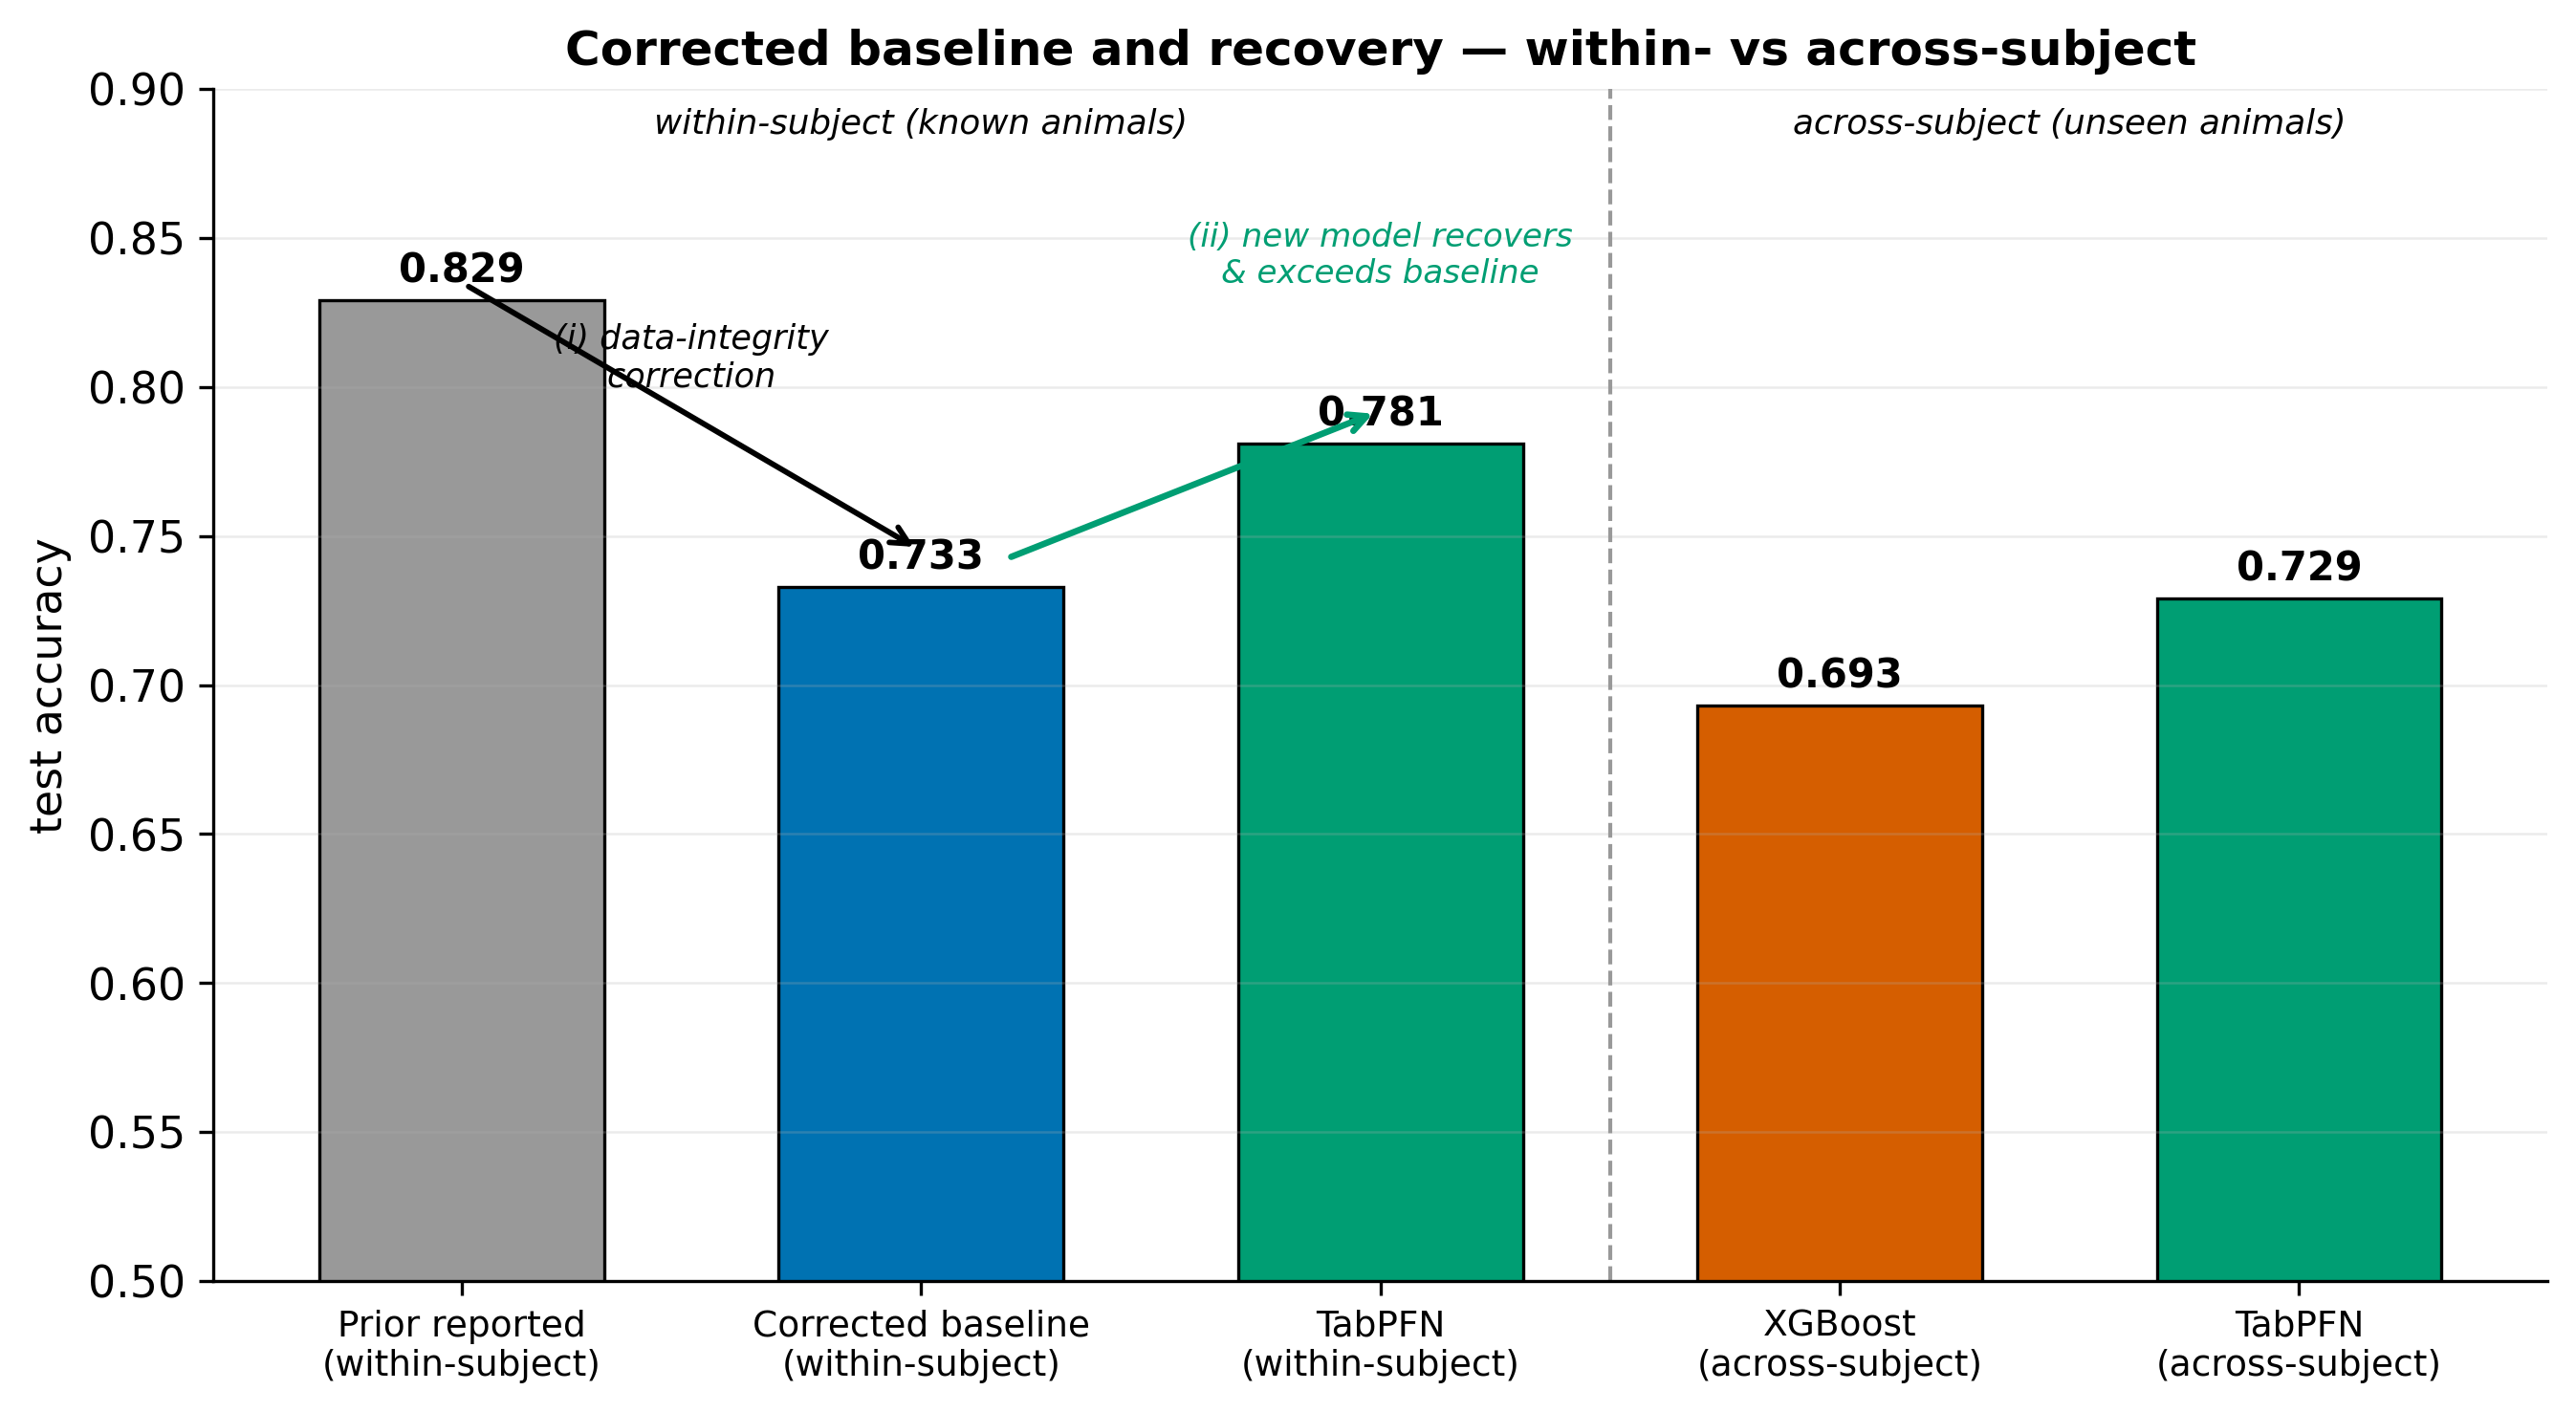 Corrected baseline and recovery — within- vs across-subject
within-subject (known animals)
across-subject (unseen animals)
(ii) new model recovers
& exceeds baseline
(i) data-integrity
correction
0.829
0.733
0.781
0.693
0.729
test accuracy
0.90
0.85
0.80
0.75
0.70
0.65
0.60
0.55
0.50
Prior reported
(within-subject)
Corrected baseline
(within-subject)
TabPFN
(within-subject)
XGBoost
(across-subject)
TabPFN
(across-subject)